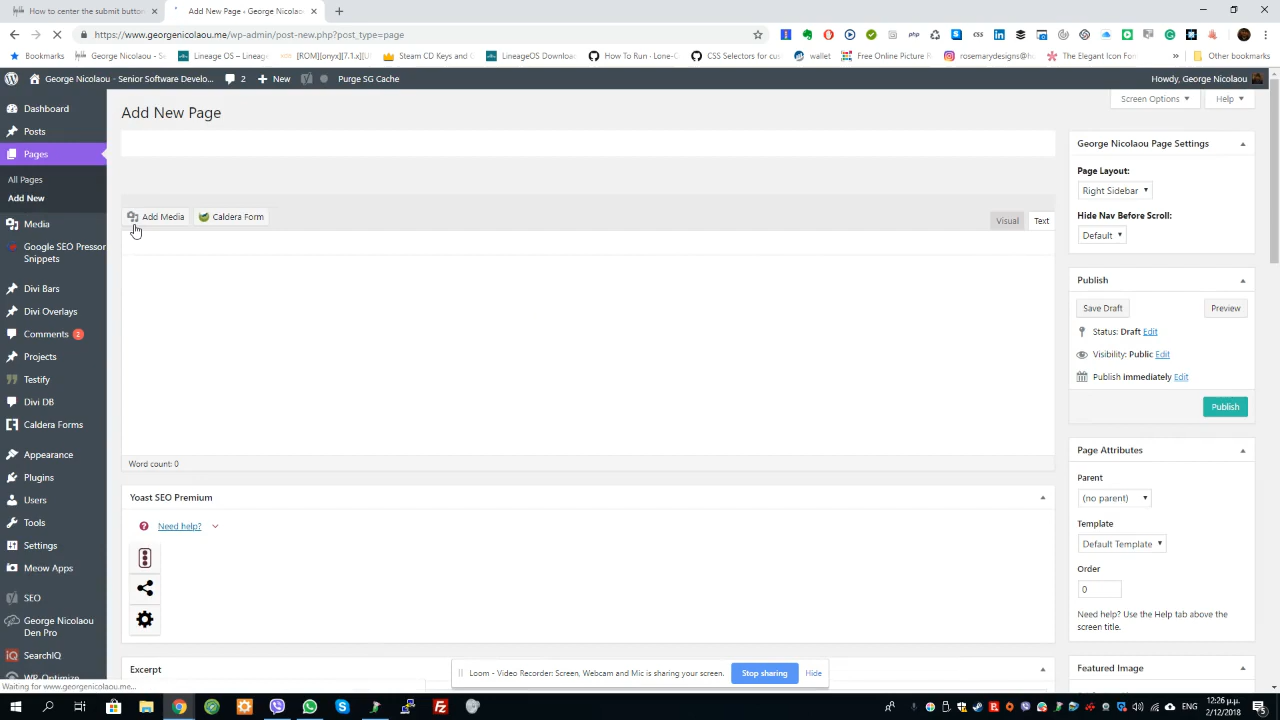 How to center the submit button
Add New Page ‹ George Nicolaou
https://www.georgenicolaou.me/wp-admin/post-new.php?post_type=page
Bookmarks
George Nicolaou - Se
Lineage OS – Lineag
[ROM][onyx][7.1.x][U
Steam CD Keys and G
LineageOS Downloa
How To Run - Lone-C
CSS Selectors for cu
wallet
Free Online Picture R
rosemarydesigns@ho
The Elegant Icon Fon
»
Other bookmarks
George Nicolaou - Senior Software Develo...
2
New
Purge SG Cache
Howdy, George Nicolaou
Dashboard
Posts
Pages
All Pages
Add New
Media
Google SEO Pressor
Snippets
Divi Bars
Divi Overlays
Comments 2
Projects
Testify
Divi DB
Caldera Forms
Appearance
Plugins
Users
Tools
Settings
Meow Apps
SEO
George Nicolaou
Den Pro
SearchIQ
WP Optimize
Add New Page
Screen Options
Help
Add Media
Caldera Form
Visual
Text
Word count: 0
Yoast SEO Premium
Need help?
Excerpt
George Nicolaou Page Settings
Page Layout:
Right Sidebar
Hide Nav Before Scroll:
Default
Publish
Save Draft
Preview
Status: Draft Edit
Visibility: Public Edit
Publish immediately Edit
Publish
Page Attributes
Parent
(no parent)
Template
Default Template
Order
0
Need help? Use the Help tab above the
screen title.
Featured Image
Loom - Video Recorder: Screen, Webcam and Mic is sharing your screen.
Stop sharing
Hide
Waiting for www.georgenicolaou.me...
ENG
12:26 μ.μ.
2/12/2018